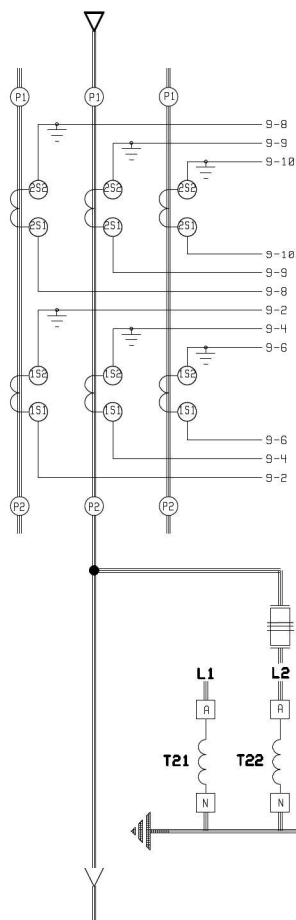 P1 P1 P1
9-8
9-9
9-10
2S2 2S2 2S2
2S1 2S1 2S1
9-10
9-9
9-8
9-2
9-4
9-6
1S2 1S2 1S2
1S1 1S1 1S1
9-6
9-4
9-2
P2 P2 P2
L1 L2
A A
T21 T22
N N